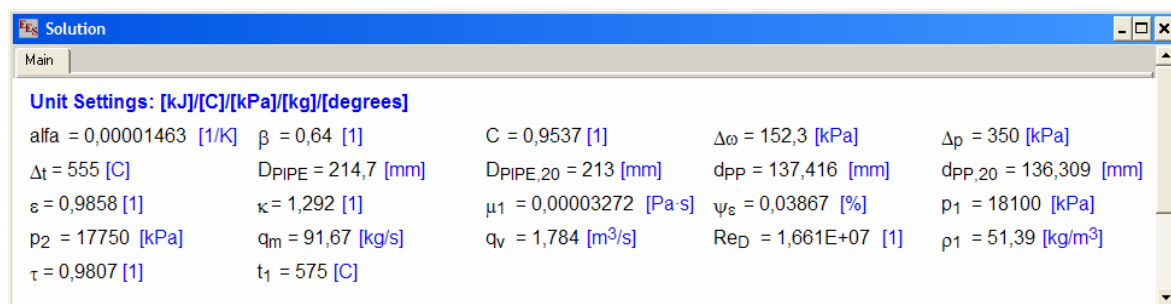 EES Solution
Main
Unit Settings: [kJ]/[C]/[kPa]/[kg]/[degrees]
alfa = 0,00001463 [1/K] β = 0,64 [1] C = 0,9537 [1] Δω = 152,3 [kPa] Δp = 350 [kPa]
Δt = 555 [C] DPIPE = 214,7 [mm] DPIPE,20 = 213 [mm] dPP = 137,416 [mm] dPP,20 = 136,309 [mm]
ε = 0,9858 [1] κ = 1,292 [1] μ1 = 0,00003272 [Pa·s] ψε = 0,03867 [%] p1 = 18100 [kPa]
p2 = 17750 [kPa] qm = 91,67 [kg/s] qv = 1,784 [m³/s] ReD = 1,661E+07 [1] ρ1 = 51,39 [kg/m³]
τ = 0,9807 [1] t1 = 575 [C]